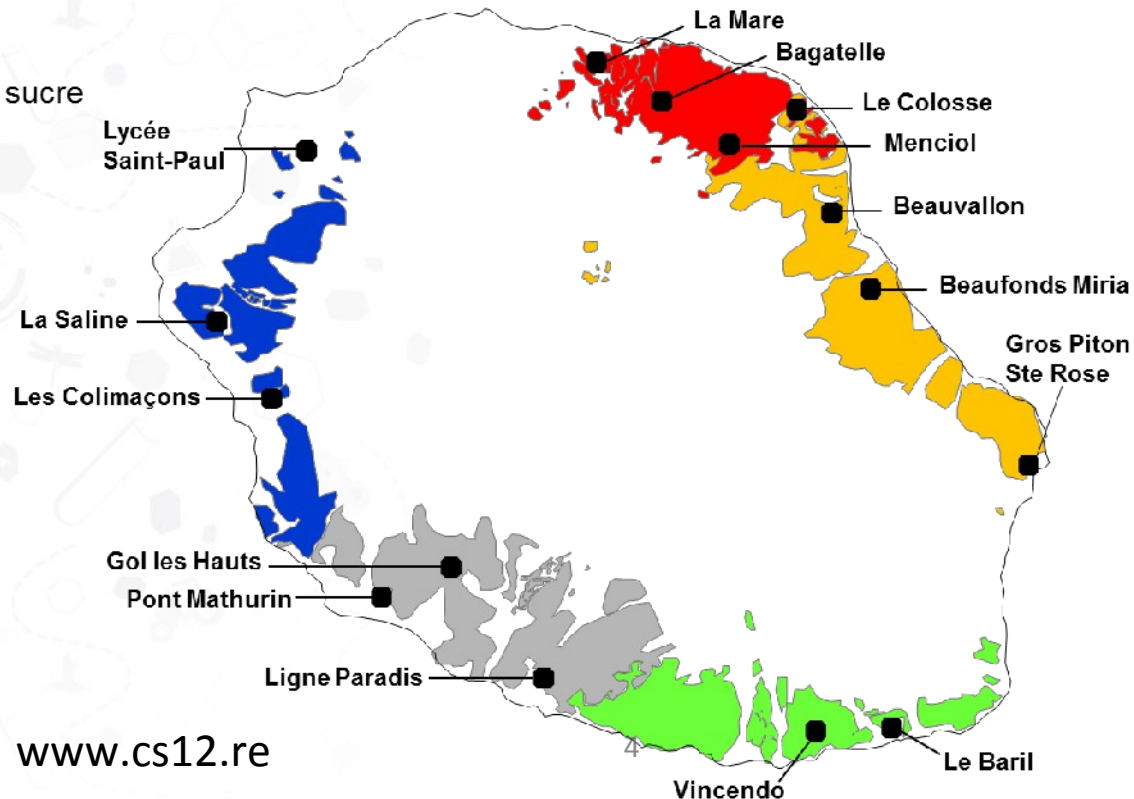 La Mare
Bagatelle
sucre
Le Colosse
Lycée
Saint-Paul
Menciol
Beauvallon
Beaufonds Miria
La Saline
Gros Piton
Ste Rose
Les Colimaçons
Gol les Hauts
Pont Mathurin
Ligne Paradis
www.cs12.re
4
Le Baril
Vincendo